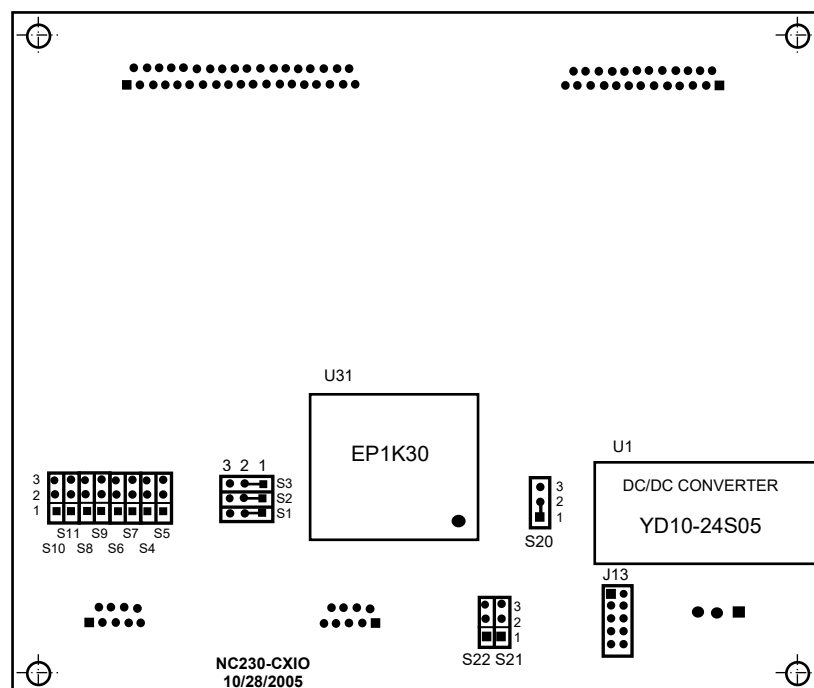 U31
EP1K30
U1
DC/DC CONVERTER
YD10-24S05
3 2 1
3
2
1
S3
S2
S1
3
2
1
S11 S9 S7 S5
S10 S8 S6 S4
S20
J13
3
2
1
S22 S21
NC230-CXIO
10/28/2005